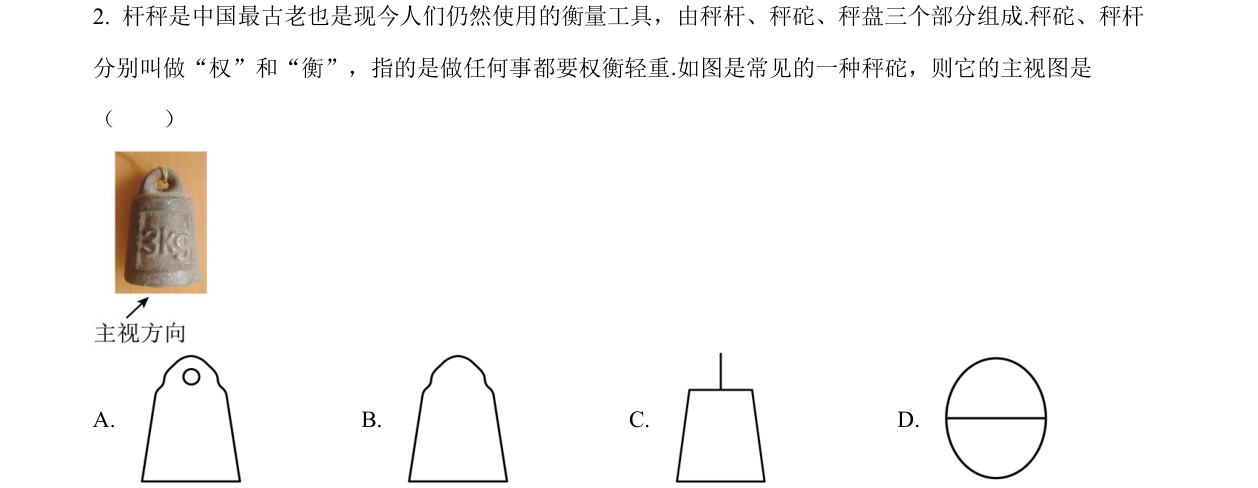 2. 杆秤是中国最古老也是现今人们仍然使用的衡量工具，由秤杆、秤砣、秤盘三个部分组成.秤砣、秤杆
分别叫做“权”和“衡”，指的是做任何事都要权衡轻重.如图是常见的一种秤砣，则它的主视图是
（　　）
3kg
主视方向
A. B. C. D.